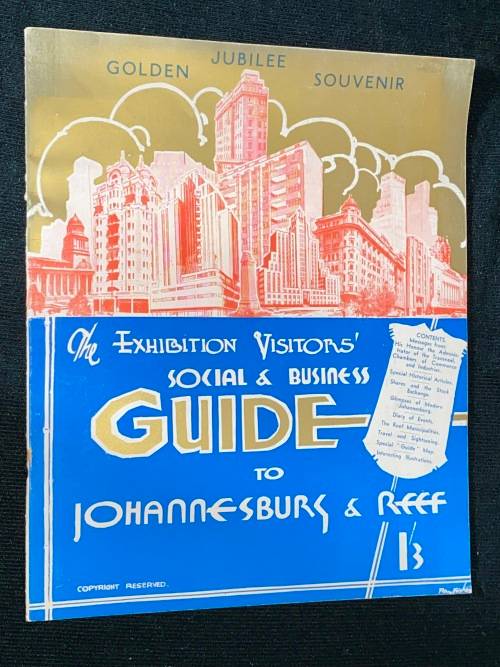 GOLDEN JUBILEE SOUVENIR
The EXHIBITION VISITORS'
SOCIAL & BUSINESS
GUIDE
TO
JOHANNESBURG & REEF
1'3
CONTENTS
Messages from
His Honour the Adminis-
trator of the Transvaal,
Chambers of Commerce
and Industries.
Special Historical Articles.
Shares and the Stock
Exchange.
Glimpses of Modern
Johannesburg.
Diary of Events.
The Reef Municipalities.
Travel and Sightseeing.
Special "Guide" Map.
Interesting Illustrations.
COPYRIGHT RESERVED.